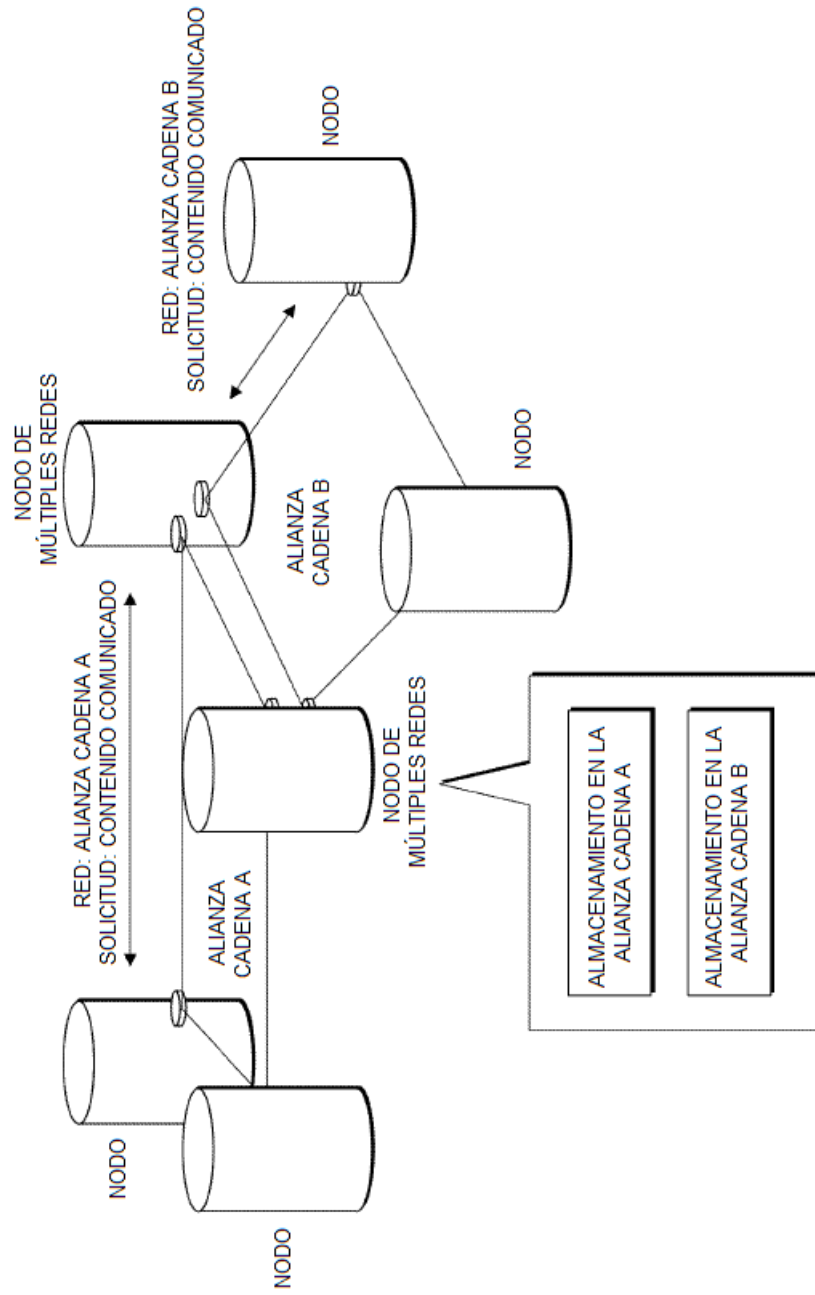 RED: ALIANZA CADENA A
SOLICITUD: CONTENIDO COMUNICADO
NODO DE
MÚLTIPLES REDES
RED: ALIANZA CADENA B
SOLICITUD: CONTENIDO COMUNICADO
NODO
NODO
ALIANZA
CADENA A
NODO DE
MÚLTIPLES REDES
ALIANZA
CADENA B
NODO
NODO
ALMACENAMIENTO EN LA
ALIANZA CADENA A
ALMACENAMIENTO EN LA
ALIANZA CADENA B